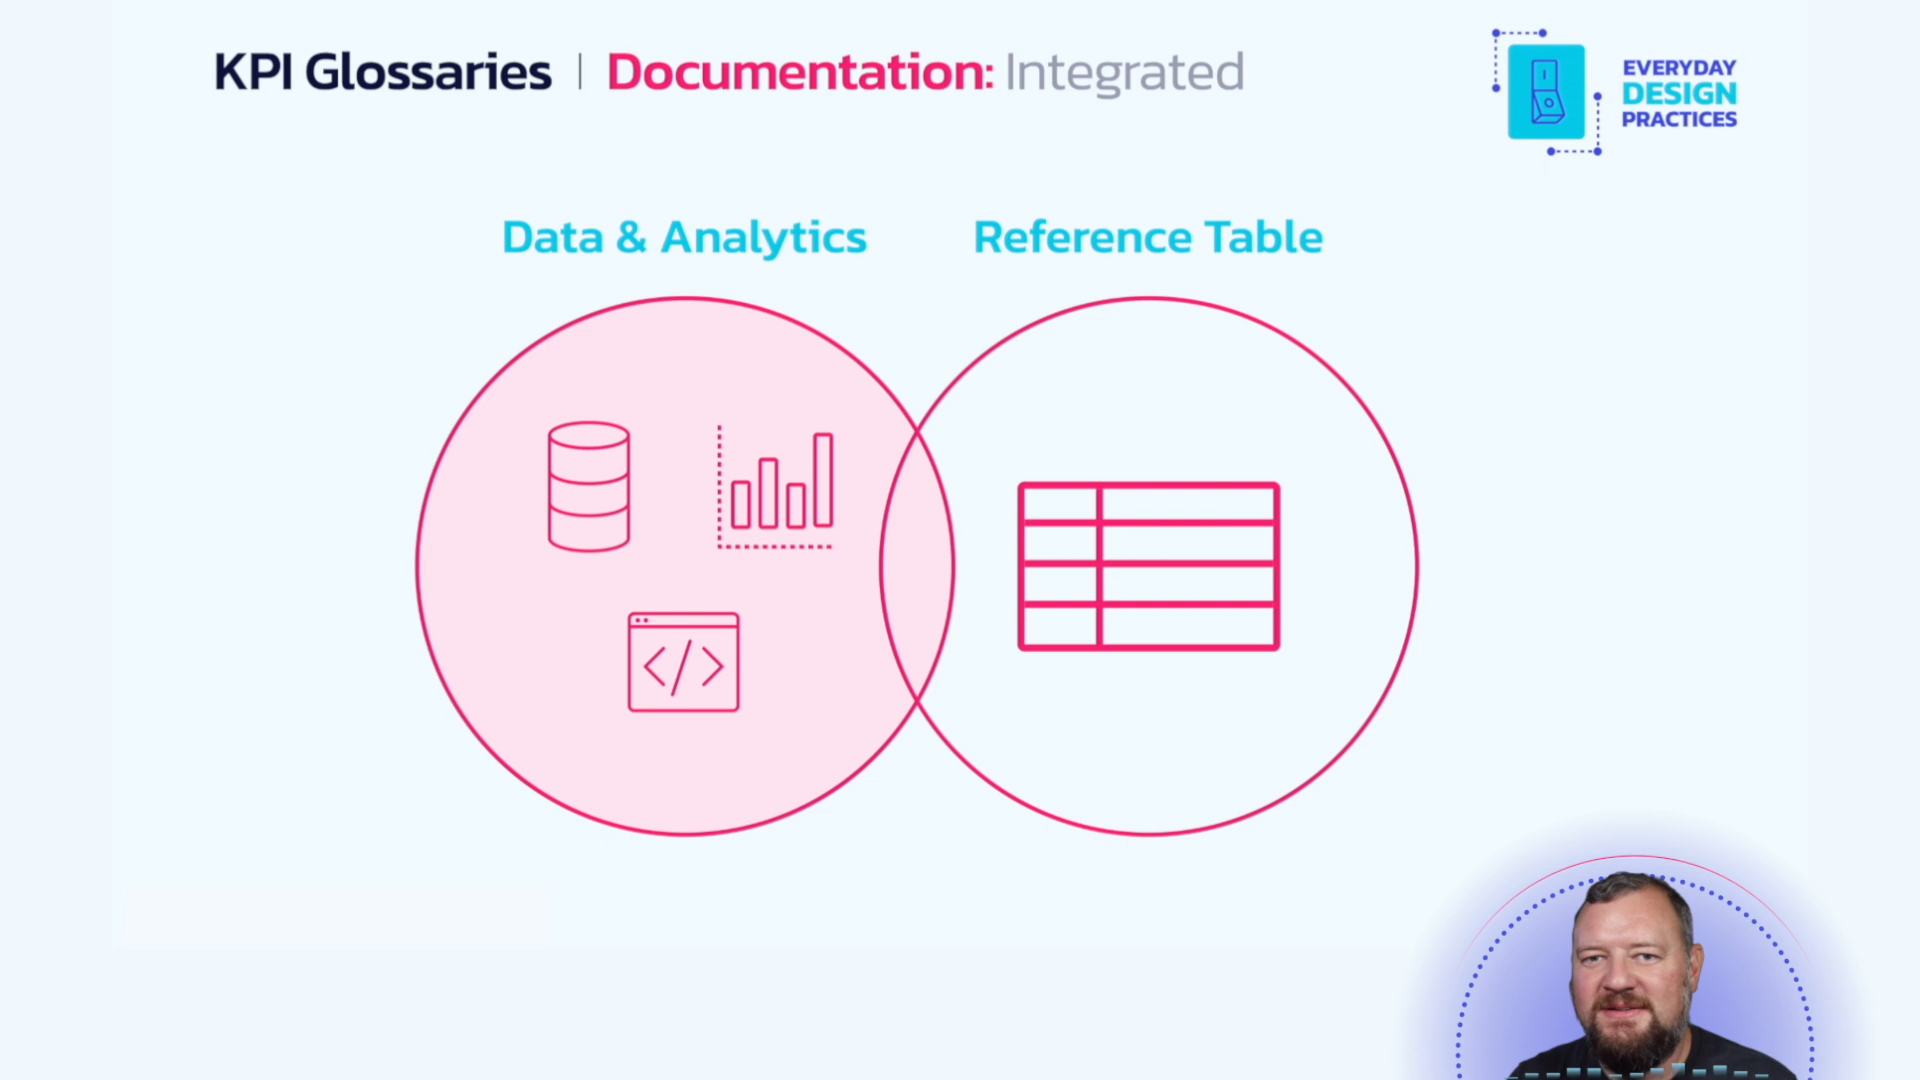 KPI Glossaries | Documentation: Integrated
EVERYDAY
DESIGN
PRACTICES
Data & Analytics
Reference Table
</>